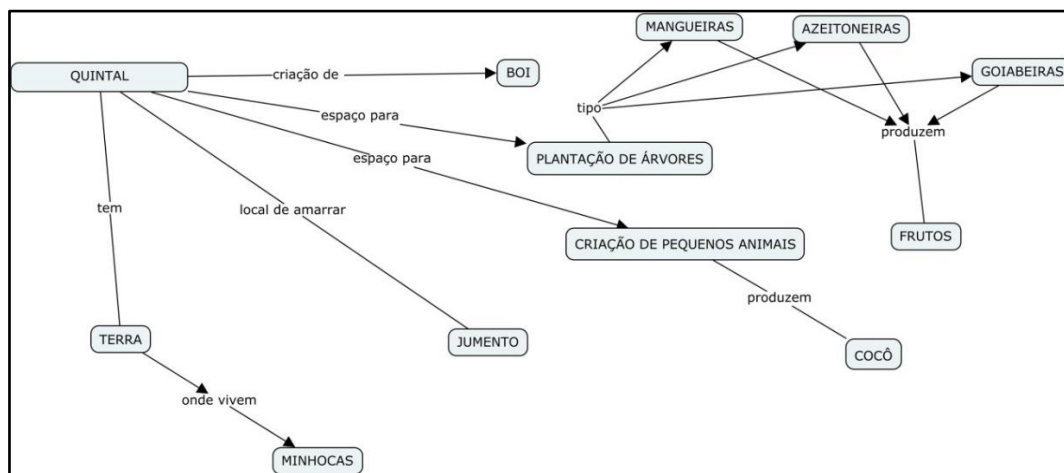 MANGUEIRAS
AZEITONEIRAS
QUINTAL
criação de
BOI
GOIABEIRAS
tipo
espaço para
produzem
PLANTAÇÃO DE ÁRVORES
espaço para
tem
local de amarrar
FRUTOS
CRIAÇÃO DE PEQUENOS ANIMAIS
produzem
TERRA
JUMENTO
COCÔ
onde vivem
MINHOCAS